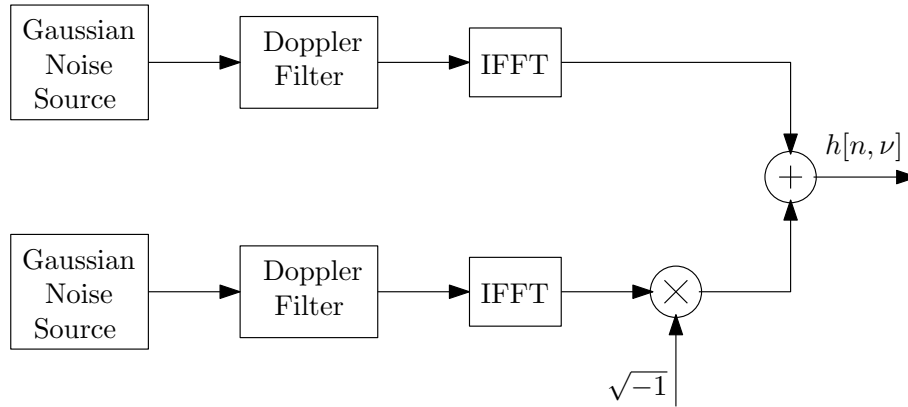 Gaussian
Noise
Source
Doppler
Filter
IFFT
+
h[n, ν]
Gaussian
Noise
Source
Doppler
Filter
IFFT
×
√−1